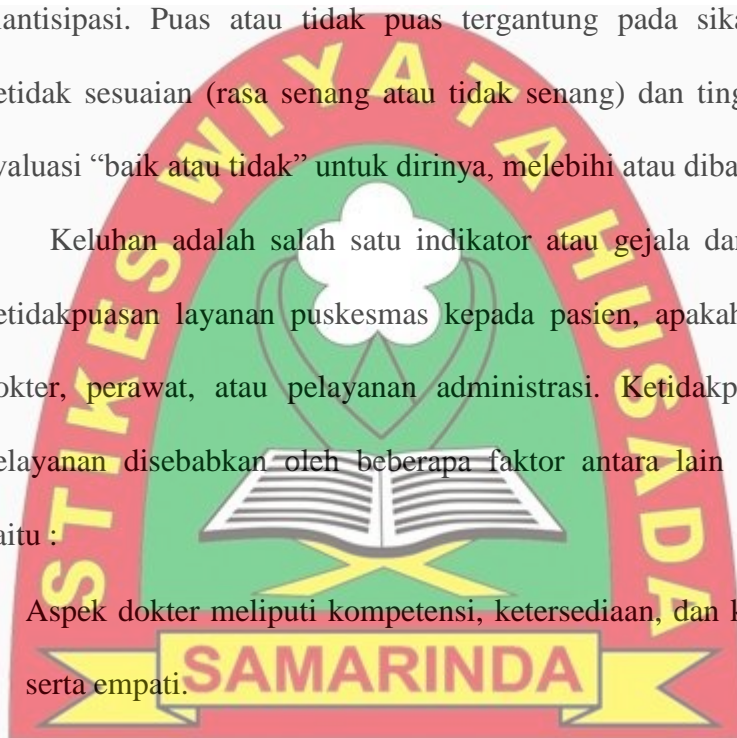 iantisipasi. Puas atau tidak puas tergantung pada sika
etidak sesuaian (rasa senang atau tidak senang) dan ting
valuasi “baik atau tidak” untuk dirinya, melebihi atau diba
Keluhan adalah salah satu indikator atau gejala dar
etidakpuasan layanan puskesmas kepada pasien, apakah
okter, perawat, atau pelayanan administrasi. Ketidakp
elayanan disebabkan oleh beberapa faktor antara lain
aitu :
Aspek dokter meliputi kompetensi, ketersediaan, dan k
serta empati.
STIKES WIYATA HUSADA
SAMARINDA